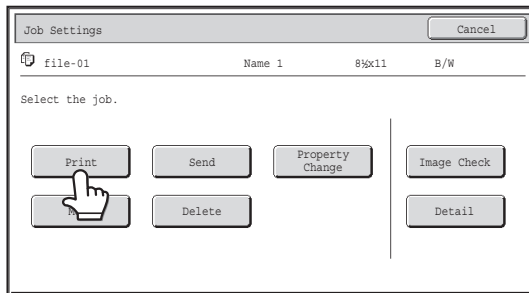 Job Settings
Cancel
file-01 Name 1 8½x11 B/W
Select the job.
Print Send Property Change Image Check
Delete Detail